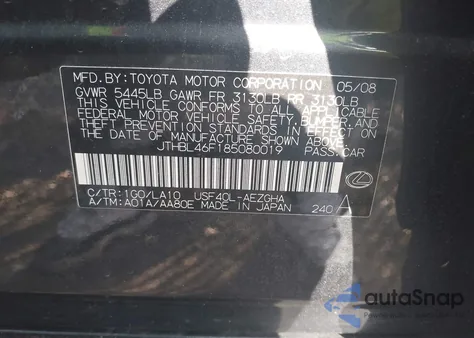 MFD. BY: TOYOTA MOTOR CORPORATION 05/08
GVWR 5445LB GAWR FR 3130LB RR 3130LB
THIS VEHICLE CONFORMS TO ALL APPLICABLE
FEDERAL MOTOR VEHICLE SAFETY, BUMPER, AND
THEFT PREVENTION STANDARDS IN EFFECT ON
THE DATE OF MANUFACTURE SHOWN ABOVE.
JTHBL46F185080019 PASS. CAR
C/TR: 1G0/LA10 USF40L-AEZGHA
A/TM: A01A/AA80E MADE IN JAPAN 240 A
autoSnap